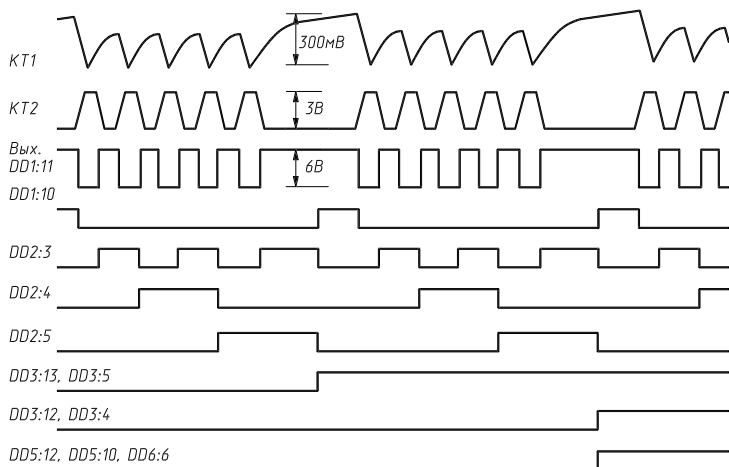 КТ1
300мВ
КТ2
3В
Вых.
DD1:11
6В
DD1:10
DD2:3
DD2:4
DD2:5
DD3:13, DD3:5
DD3:12, DD3:4
DD5:12, DD5:10, DD6:6